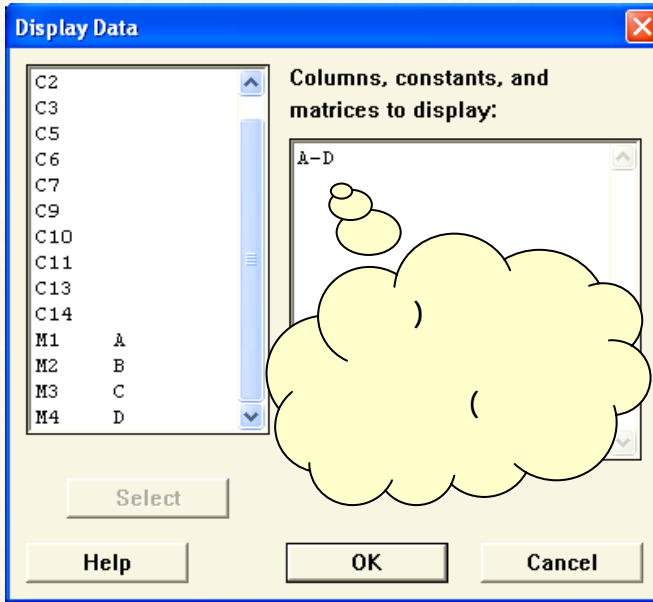 Display Data
C2
C3
C5
C6
C7
C9
C10
C11
C13
C14
M1 A
M2 B
M3 C
M4 D
Columns, constants, and
matrices to display:
A-D
)
(
Select
Help
OK
Cancel